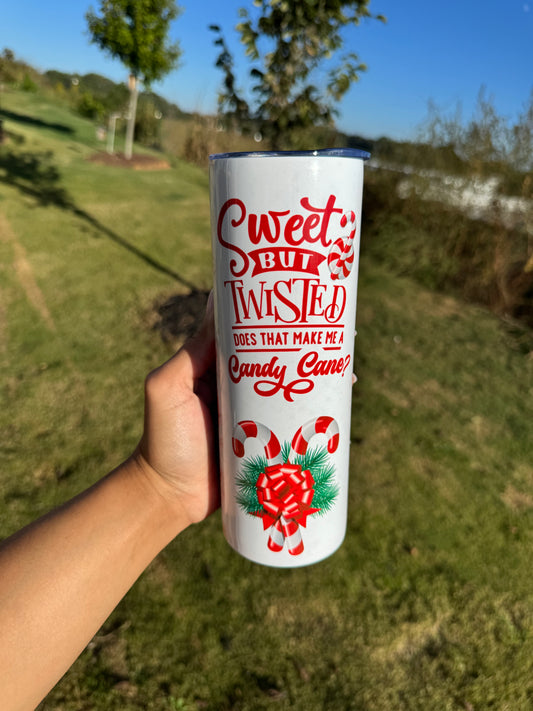 Sweet
BUT
TWISTED
DOES THAT MAKE ME A
Candy Cane?